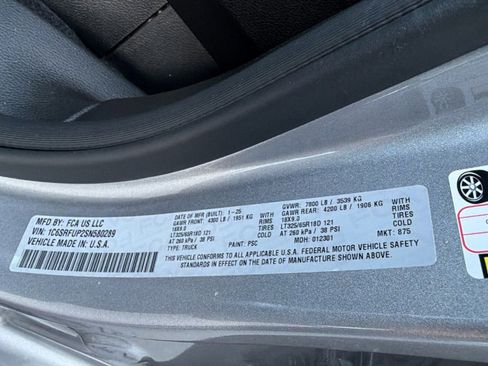 MFD BY: FCA US LLC
VIN: 1C6SRFUP2SN580289
VEHICLE MADE IN: U.S.A.
DATE OF MFR (BUILT): 1-25
GAWR FRONT: 4300 LB / 1951 KG
18X9.0
LT325/65R18D 121
AT 260 kPa / 38 PSI
TYPE: TRUCK
PAINT: PSC
WITH
RIMS
TIRES
COLD
GVWR: 7800 LB / 3539 KG
GAWR REAR: 4200 LB / 1906 KG
18X9.0
LT325/65R18D 121
AT 260 kPa / 38 PSI
MDH: 012301
WITH
RIMS
TIRES
COLD
MKT: 875
THIS VEHICLE CONFORMS TO ALL APPLICABLE U.S.A. FEDERAL MOTOR VEHICLE SAFETY
STANDARDS IN EFFECT ON THE DATE OF MANUFACTURE SHOWN ABOVE.